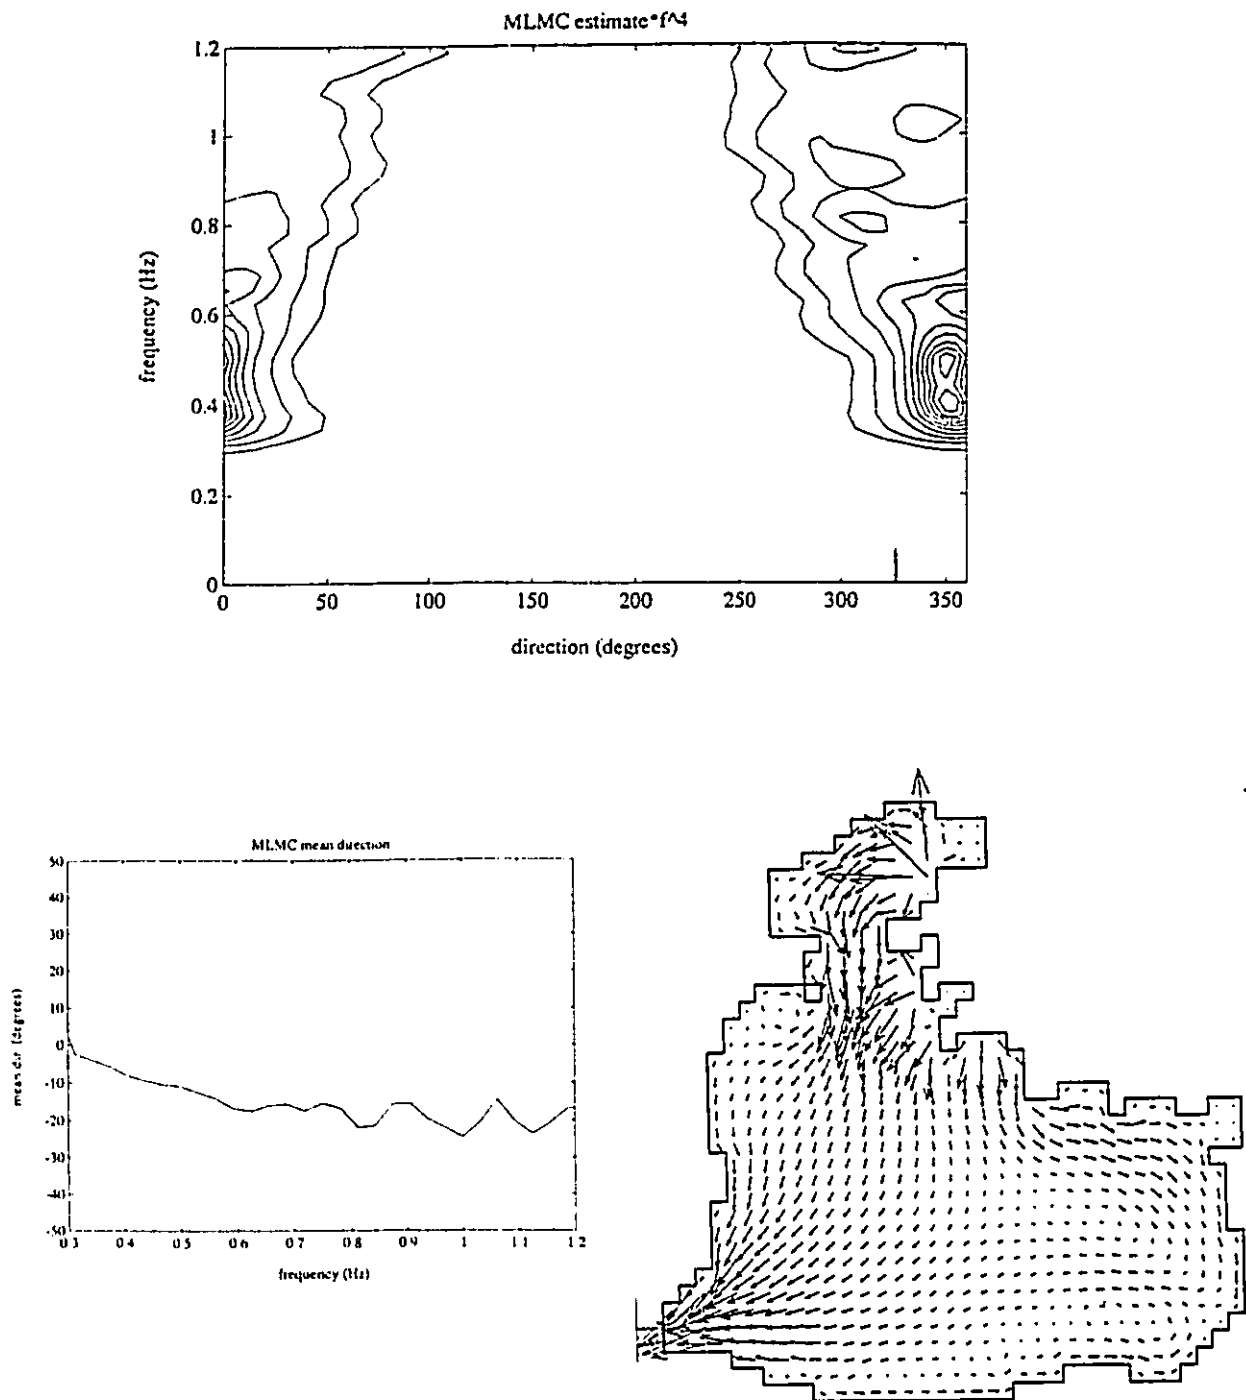 MLMC estimate*f^4
1.2
1
0.8
0.6
0.4
0.2
0
frequency (Hz)
0 50 100 150 200 250 300 350
direction (degrees)
MLMC mean direction
50
40
30
20
10
0
-10
-20
-30
-40
-50
mean dir (degrees)
0.3 0.4 0.5 0.6 0.7 0.8 0.9 1 1.1 1.2
frequency (Hz)